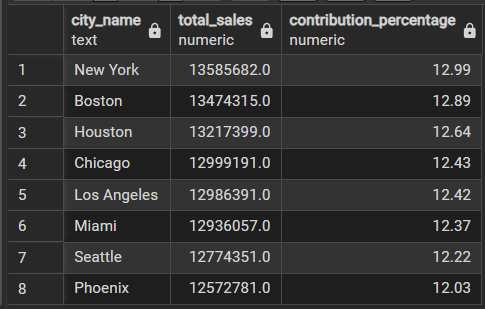 city_name total_sales contribution_percentage
text numeric numeric
1 New York 13585682.0 12.99
2 Boston 13474315.0 12.89
3 Houston 13217399.0 12.64
4 Chicago 12999191.0 12.43
5 Los Angeles 12986391.0 12.42
6 Miami 12936057.0 12.37
7 Seattle 12774351.0 12.22
8 Phoenix 12572781.0 12.03